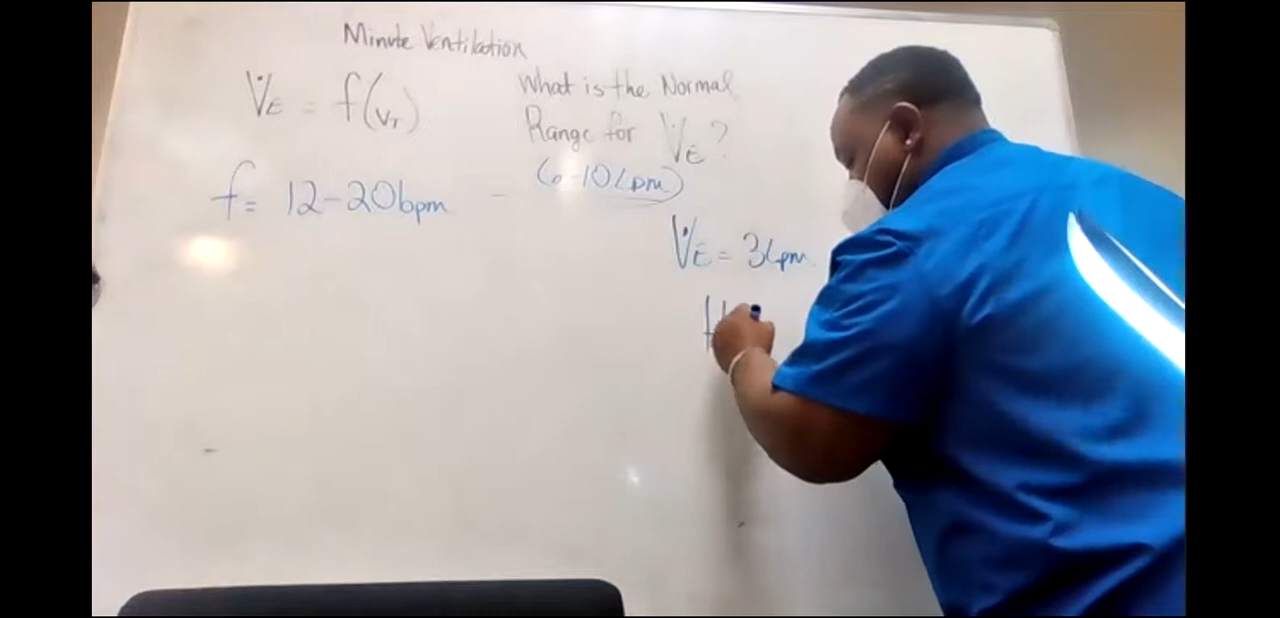 Minute Ventilation
V̇E = f(VT)
What is the Normal
Range for V̇E?
(6-10Lpm)
f= 12-20bpm
V̇E = 3Lpm